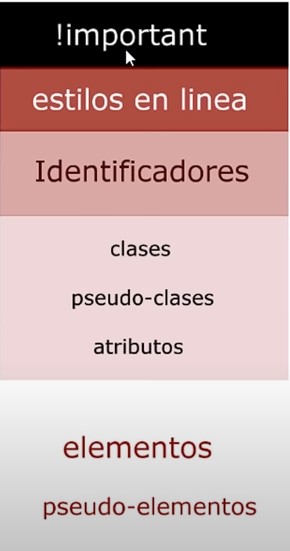 !important
estilos en linea
Identificadores
clases
pseudo-clases
atributos
elementos
pseudo-elementos